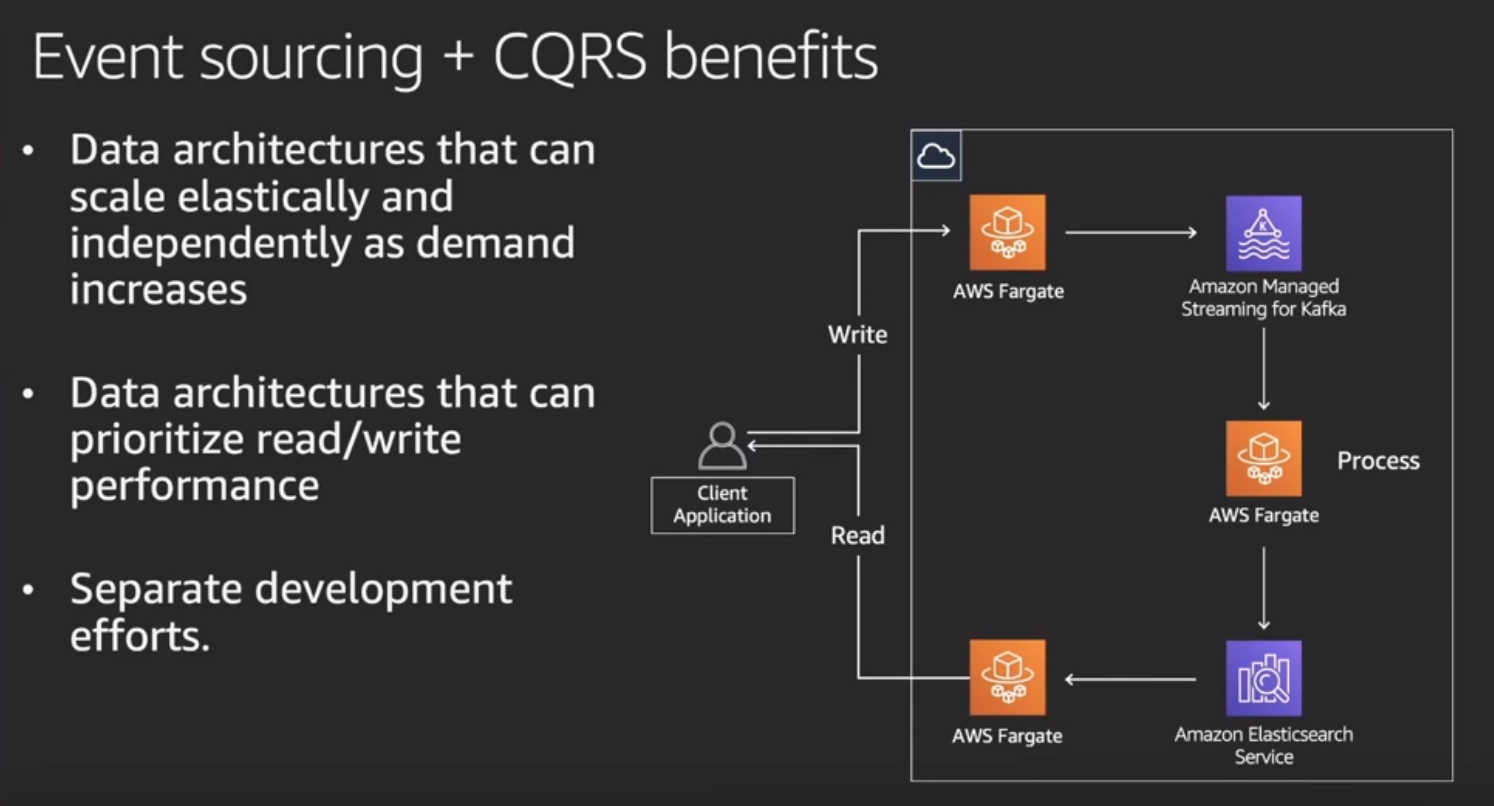 Event sourcing + CQRS benefits
• Data architectures that can
scale elastically and
independently as demand
increases
• Data architectures that can
prioritize read/write
performance
• Separate development
efforts.
AWS Fargate
K
Amazon Managed
Streaming for Kafka
Write
Client
Application
Process
AWS Fargate
Read
AWS Fargate
Amazon Elasticsearch
Service